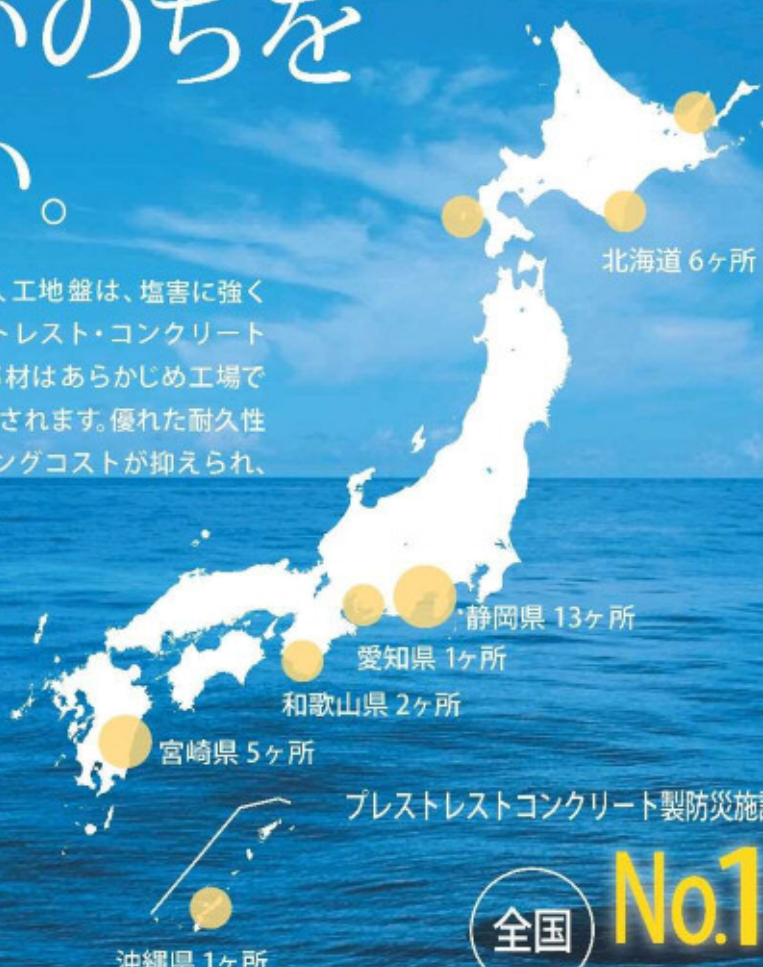 いのちを
い。
人工地盤は、塩害に強く
トレスト・コンクリート
部材はあらかじめ工場で
されます。優れた耐久性
ングコストが抑えられ、
北海道 6ヶ所
静岡県 13ヶ所
愛知県 1ヶ所
和歌山県 2ヶ所
宮崎県 5ヶ所
プレストレストコンクリート製防災施設
全国 No.1
沖縄県 1ヶ所